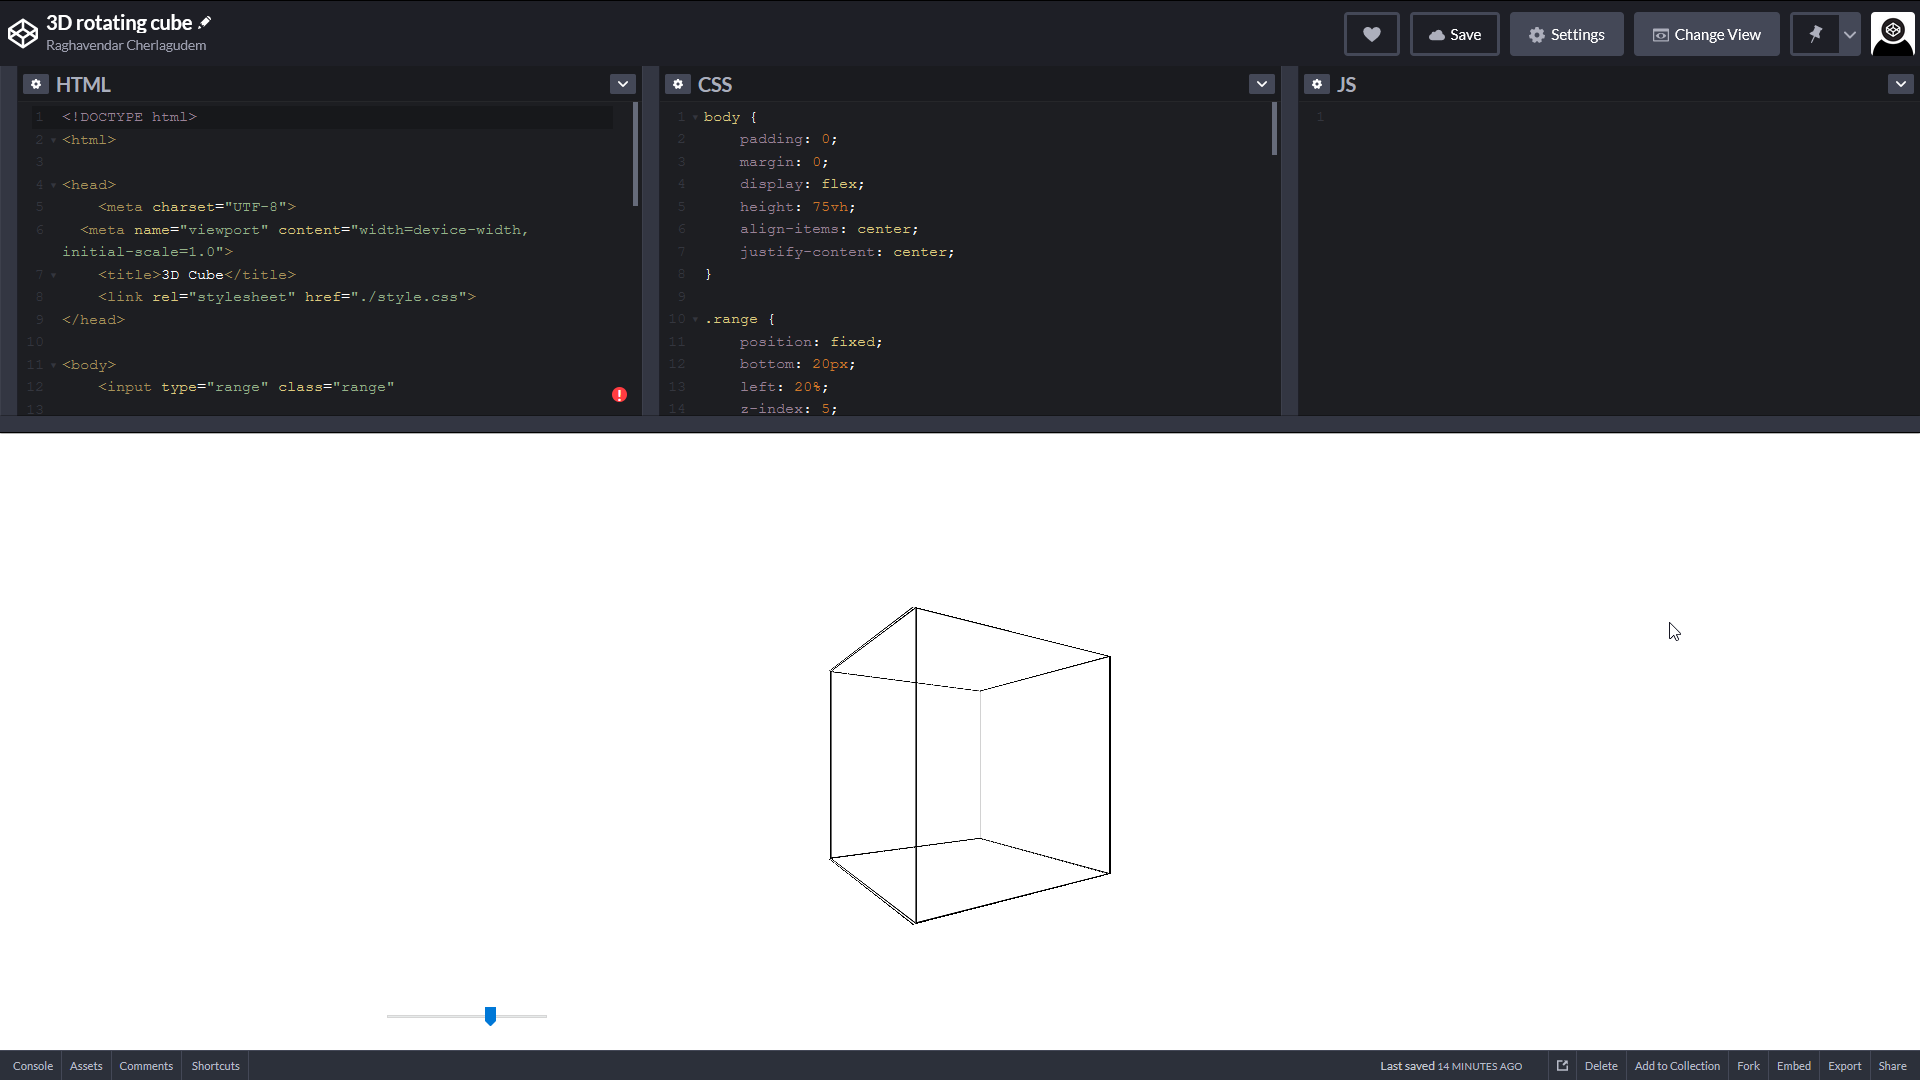 3D rotating cube
Raghavendar Cherlagudem
Save
Settings
Change View
HTML
1 <!DOCTYPE html>
2 <html>
3
4 <head>
5 <meta charset="UTF-8">
6 <meta name="viewport" content="width=device-width,
initial-scale=1.0">
7 <title>3D Cube</title>
8 <link rel="stylesheet" href="./style.css">
9 </head>
10
11 <body>
12 <input type="range" class="range"
13
CSS
1 body {
2 padding: 0;
3 margin: 0;
4 display: flex;
5 height: 75vh;
6 align-items: center;
7 justify-content: center;
8 }
9
10 .range {
11 position: fixed;
12 bottom: 20px;
13 left: 20%;
14 z-index: 5;
JS
1
Console Assets Comments Shortcuts
Last saved 14 MINUTES AGO Delete Add to Collection Fork Embed Export Share